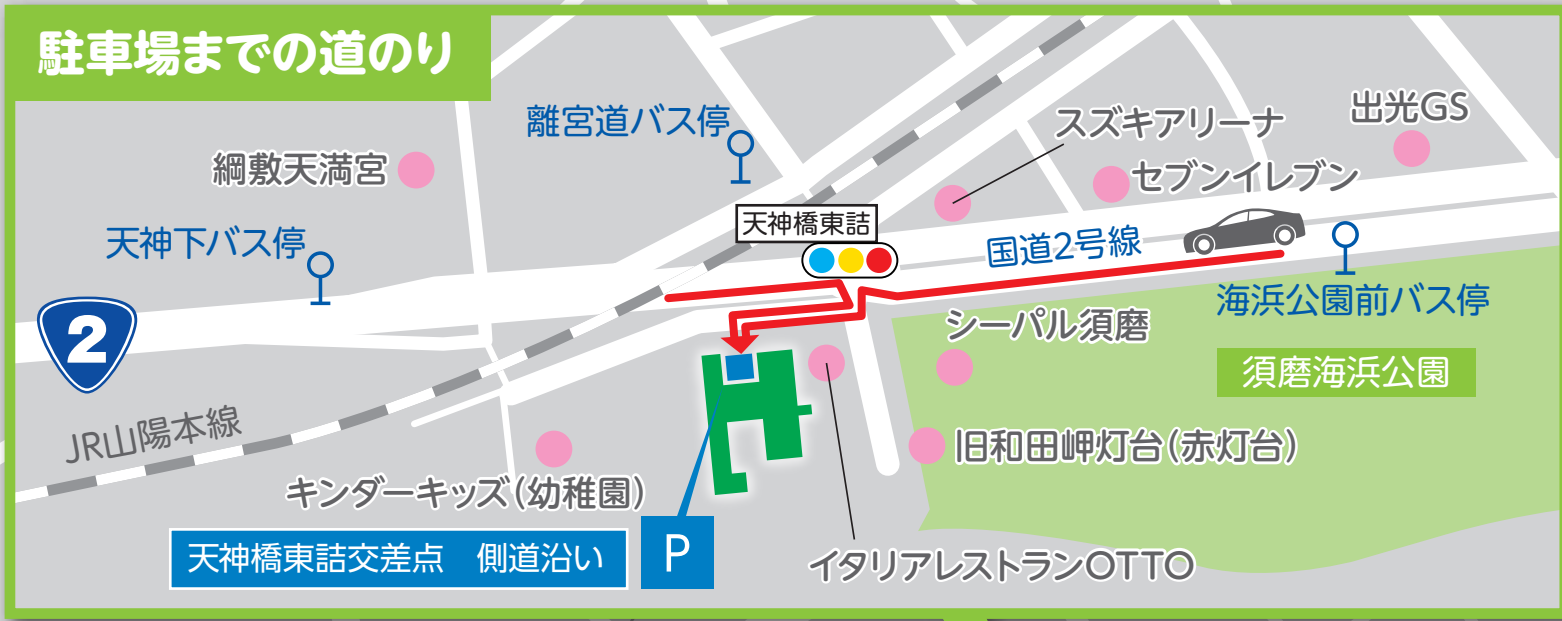 駐車場までの道のり
離宮道バス停
スズキアリーナ
出光GS
綱敷天満宮
セブンイレブン
天神橋東詰
天神下バス停
国道2号線
海浜公園前バス停
2
シーパル須磨
須磨海浜公園
JR山陽本線
旧和田岬灯台(赤灯台)
キンダーキッズ(幼稚園)
天神橋東詰交差点　側道沿い
P
イタリアレストランOTTO